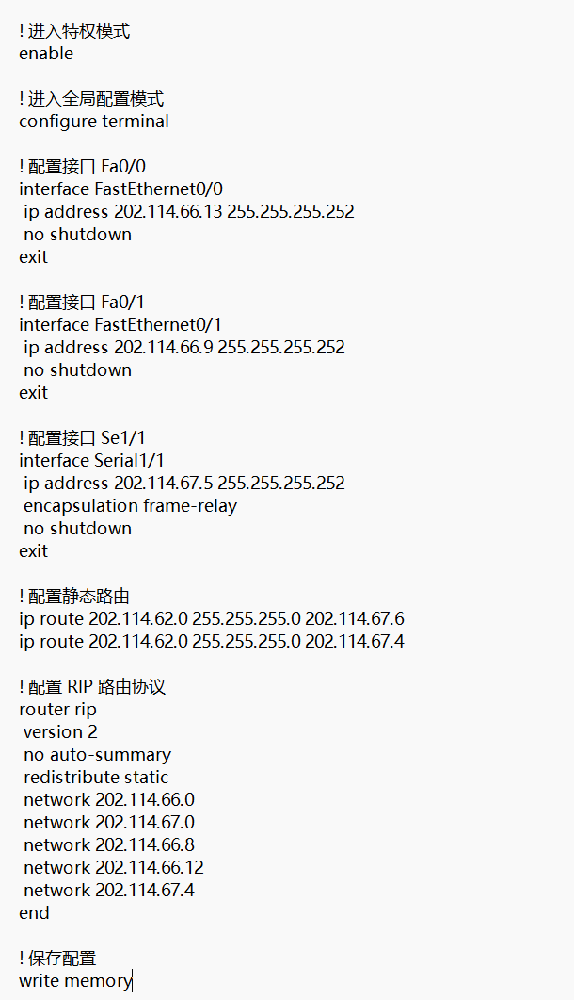 ! 进入特权模式
enable
! 进入全局配置模式
configure terminal
! 配置接口 Fa0/0
interface FastEthernet0/0
ip address 202.114.66.13 255.255.255.252
no shutdown
exit
! 配置接口 Fa0/1
interface FastEthernet0/1
ip address 202.114.66.9 255.255.255.252
no shutdown
exit
! 配置接口 Se1/1
interface Serial1/1
ip address 202.114.67.5 255.255.255.252
encapsulation frame-relay
no shutdown
exit
! 配置静态路由
ip route 202.114.62.0 255.255.255.0 202.114.67.6
ip route 202.114.62.0 255.255.255.0 202.114.67.4
! 配置 RIP 路由协议
router rip
version 2
no auto-summary
redistribute static
network 202.114.66.0
network 202.114.67.0
network 202.114.66.8
network 202.114.66.12
network 202.114.67.4
end
! 保存配置
write memory